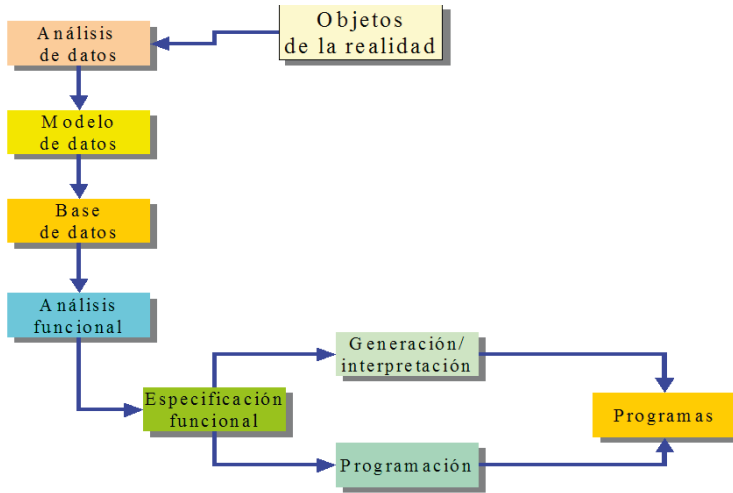 Objetos
de la realidad
Análisis
de datos
Modelo
de datos
Base
de datos
Análisis
funcional
Especificación
funcional
Generación/
interpretación
Programación
Programas